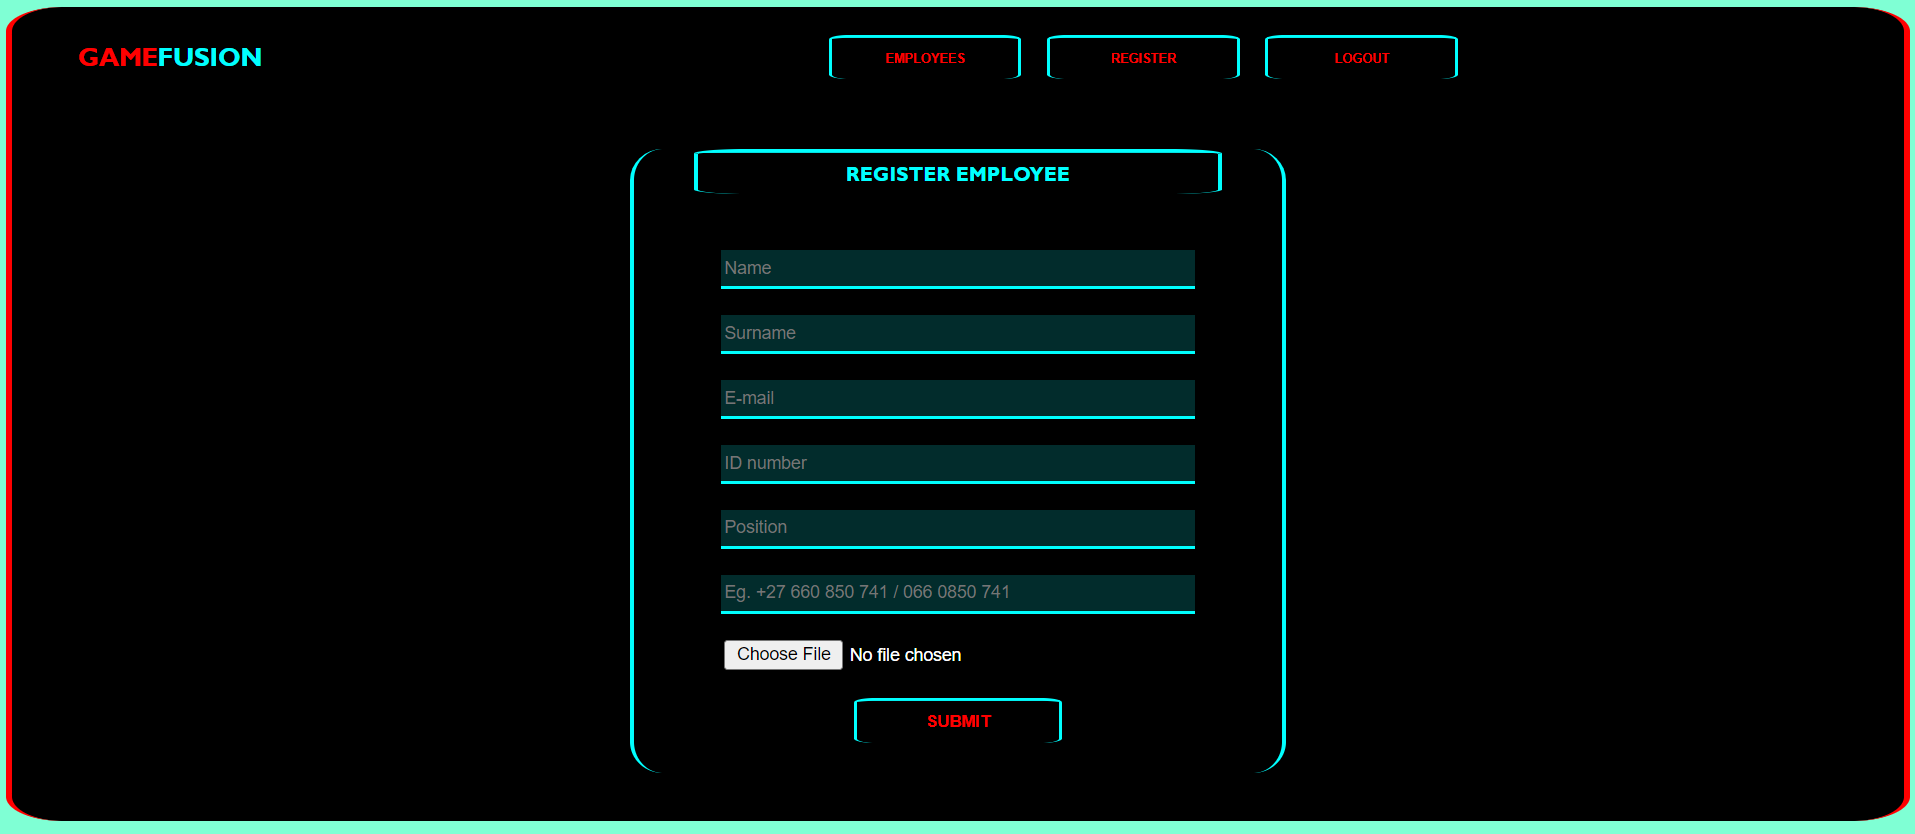 GAMEFUSION EMPLOYEES REGISTER LOGOUT
REGISTER EMPLOYEE
Name
Surname
E-mail
ID number
Position
Eg. +27 660 850 741 / 066 0850 741
Choose File No file chosen
SUBMIT